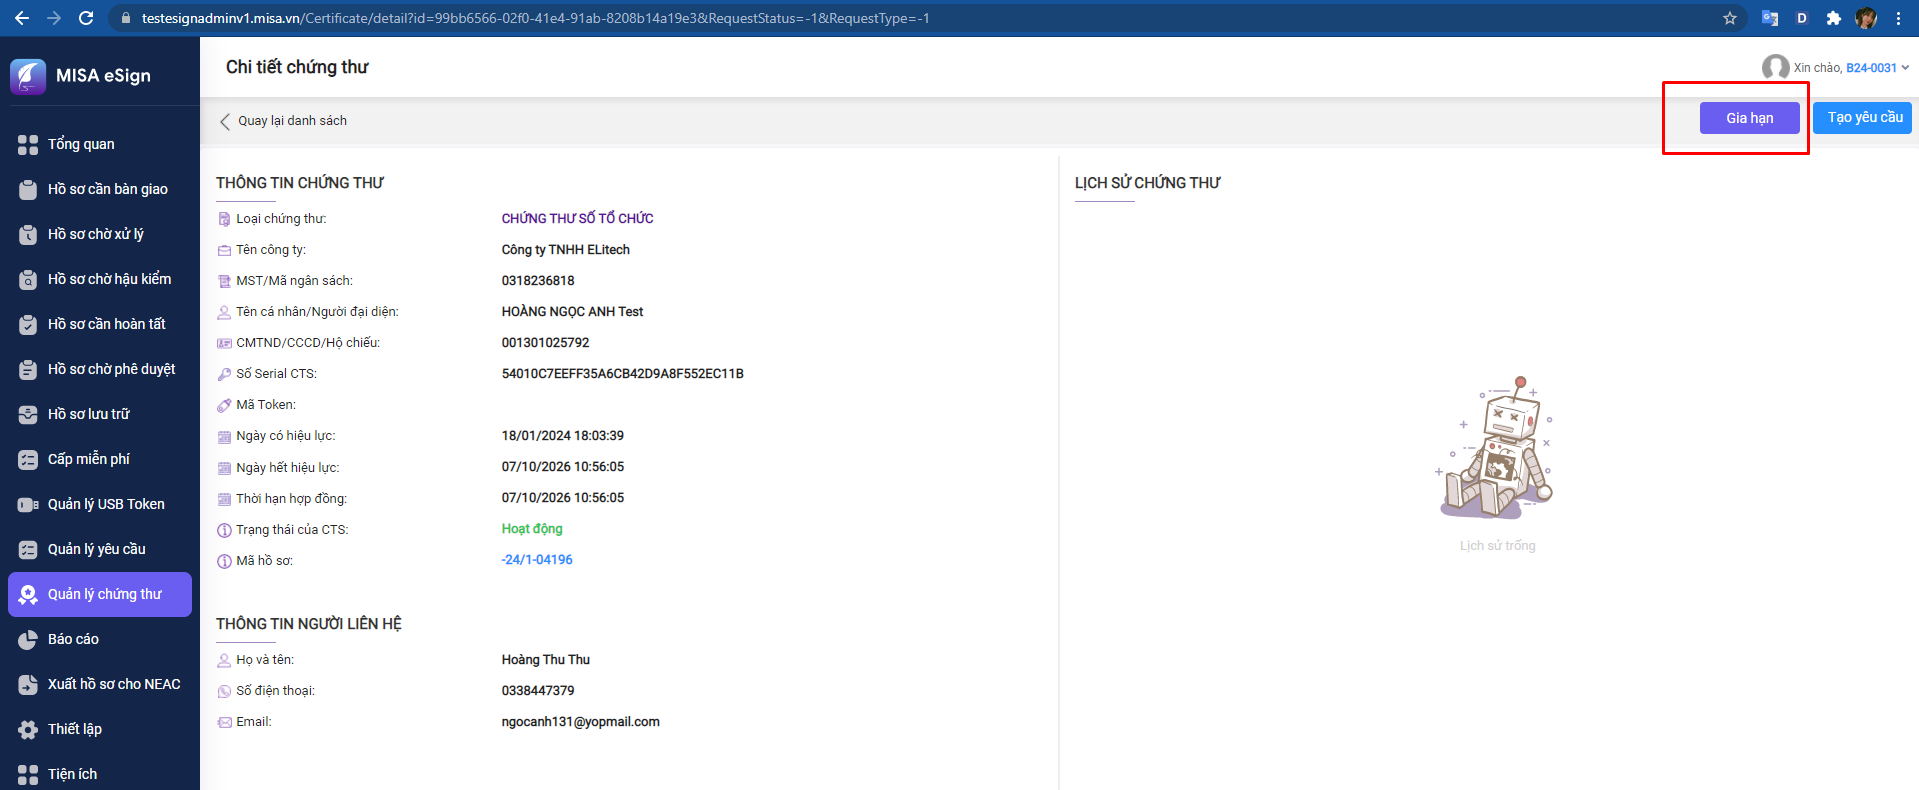 testesignadminv1.misa.vn/Certificate/detail?id=99bb6566-02f0-41e4-91ab-8208b14a19e3&RequestStatus=-1&RequestType=-1
D
MISA eSign
Chi tiết chứng thư
Xin chào, B24-0031
Quay lại danh sách
Gia hạn
Tạo yêu cầu
Tổng quan
Hồ sơ cần bàn giao
Hồ sơ chờ xử lý
Hồ sơ chờ hậu kiểm
Hồ sơ cần hoàn tất
Hồ sơ chờ phê duyệt
Hồ sơ lưu trữ
Cấp miễn phí
Quản lý USB Token
Quản lý yêu cầu
Quản lý chứng thư
Báo cáo
Xuất hồ sơ cho NEAC
Thiết lập
Tiện ích
THÔNG TIN CHỨNG THƯ
Loại chứng thư: CHỨNG THƯ SỐ TỔ CHỨC
Tên công ty: Công ty TNHH ELitech
MST/Mã ngân sách: 0318236818
Tên cá nhân/Người đại diện: HOÀNG NGỌC ANH Test
CMTND/CCCD/Hộ chiếu: 001301025792
Số Serial CTS: 54010C7EEFF35A6CB42D9A8F552EC11B
Mã Token:
Ngày có hiệu lực: 18/01/2024 18:03:39
Ngày hết hiệu lực: 07/10/2026 10:56:05
Thời hạn hợp đồng: 07/10/2026 10:56:05
Trạng thái của CTS: Hoạt động
Mã hồ sơ: -24/1-04196
THÔNG TIN NGƯỜI LIÊN HỆ
Họ và tên: Hoàng Thu Thu
Số điện thoại: 0338447379
Email: ngocanh131@yopmail.com
LỊCH SỬ CHỨNG THƯ
Lịch sử trống